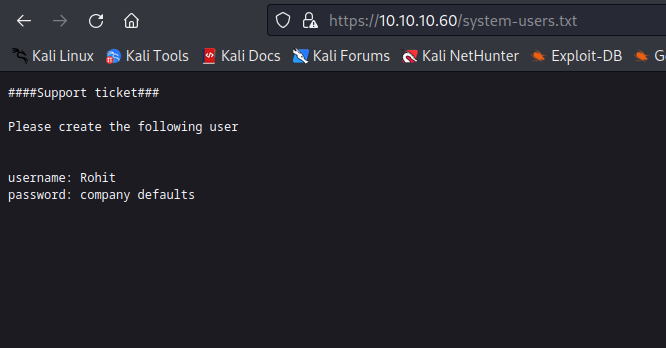 https://10.10.10.60/system-users.txt
Kali Linux Kali Tools Kali Docs Kali Forums Kali NetHunter Exploit-DB
####Support ticket###
Please create the following user
username: Rohit
password: company defaults